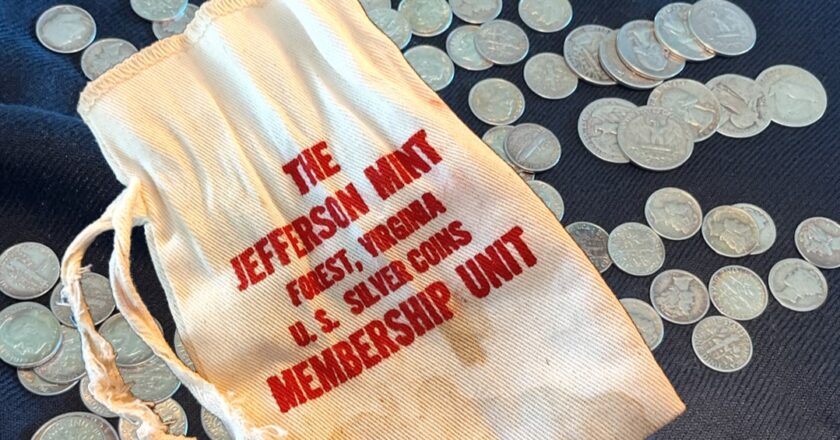 THE
JEFFERSON MINT
FOREST, VIRGINIA
U. S. SILVER COINS
MEMBERSHIP UNIT